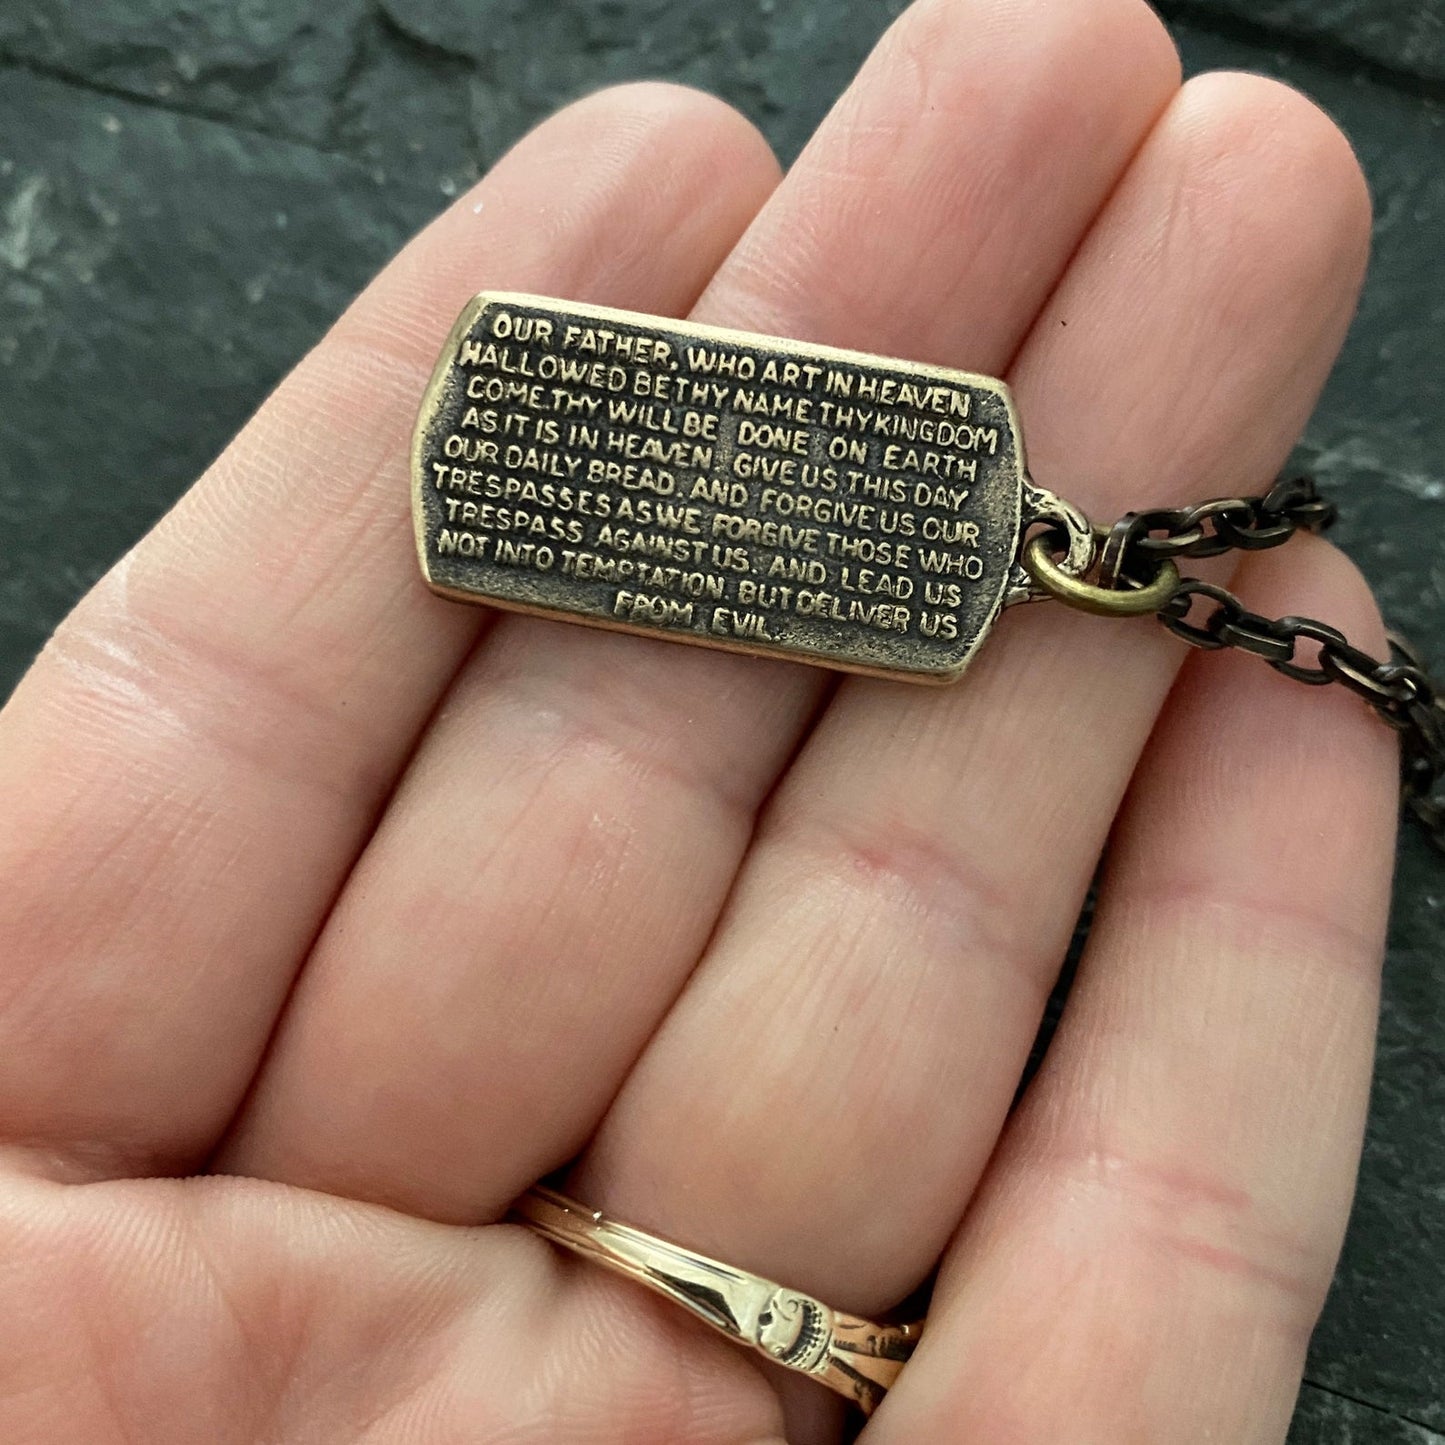 OUR FATHER, WHO ART IN HEAVEN
HALLOWED BE THY NAME THY KINGDOM
COME THY WILL BE DONE ON EARTH
AS IT IS IN HEAVEN. GIVE US THIS DAY
OUR DAILY BREAD. AND FORGIVE US OUR
TRESPASSES AS WE FORGIVE THOSE WHO
TRESPASS AGAINST US. AND LEAD US
NOT INTO TEMPTATION. BUT DELIVER US
FROM EVIL.